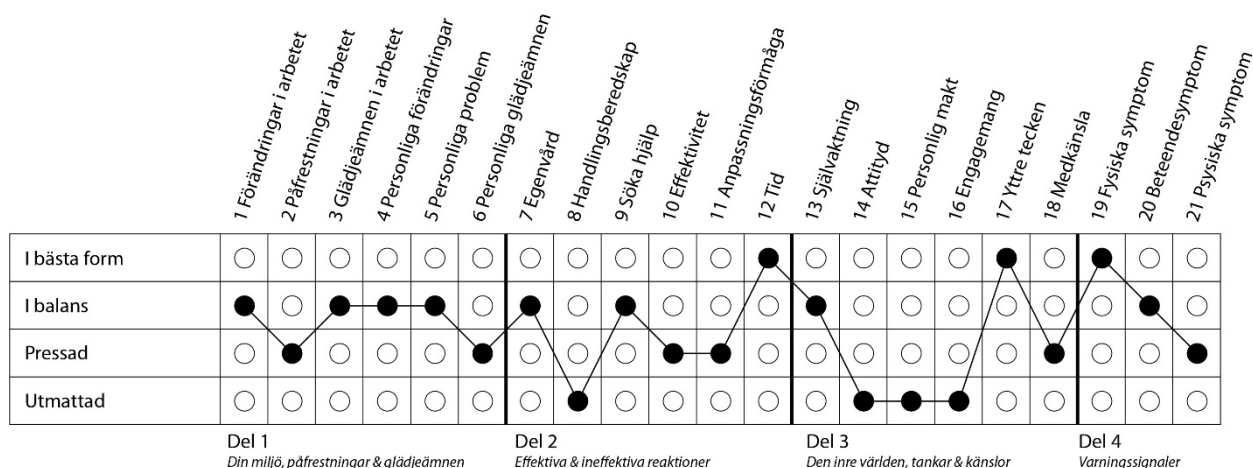 1 Förändringar i arbetet
2 Påfrestningar i arbetet
3 Glädjeämnen i arbetet
4 Personliga förändringar
5 Personliga problem
6 Personliga glädjeämnen
7 Egenvård
8 Handlingsberedskap
9 Söka hjälp
10 Effektivitet
11 Anpassningsförmåga
12 Tid
13 Självaktning
14 Attityd
15 Personlig makt
16 Engagemang
17 Yttre tecken
18 Medkänsla
19 Fysiska symptom
20 Beteendesymptom
21 Psysiska symptom
I bästa form
I balans
Pressad
Utmattad
Del 1
Din miljö, påfrestningar & glädjeämnen
Del 2
Effektiva & ineffektiva reaktioner
Del 3
Den inre världen, tankar & känslor
Del 4
Varningssignaler